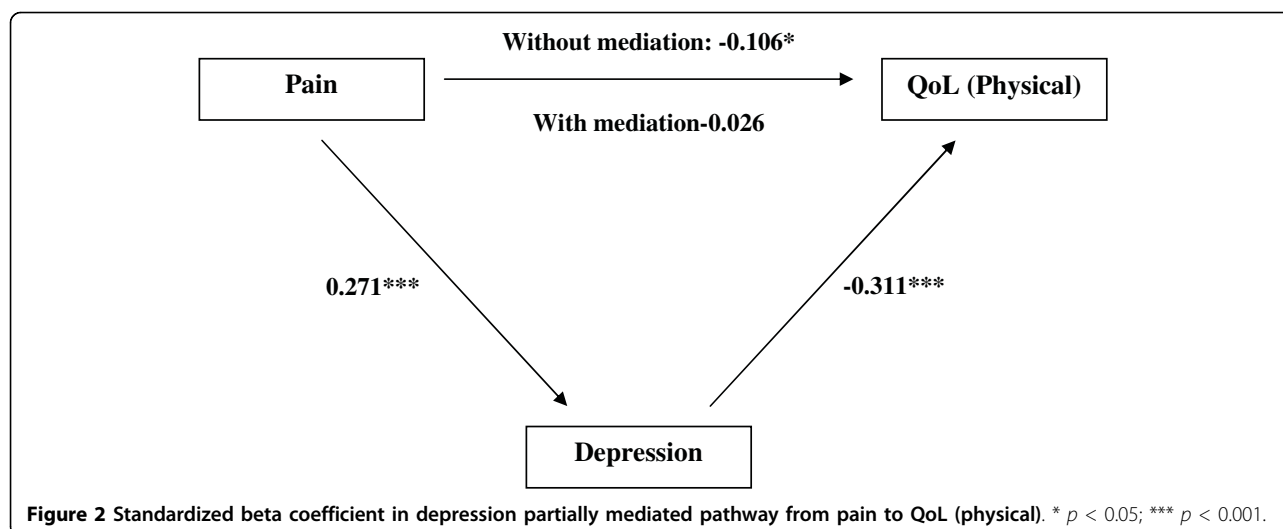 Without mediation: -0.106*
Pain
QoL (Physical)
With mediation-0.026
0.271***
-0.311***
Depression
Figure 2 Standardized beta coefficient in depression partially mediated pathway from pain to QoL (physical). * p < 0.05; *** p < 0.001.